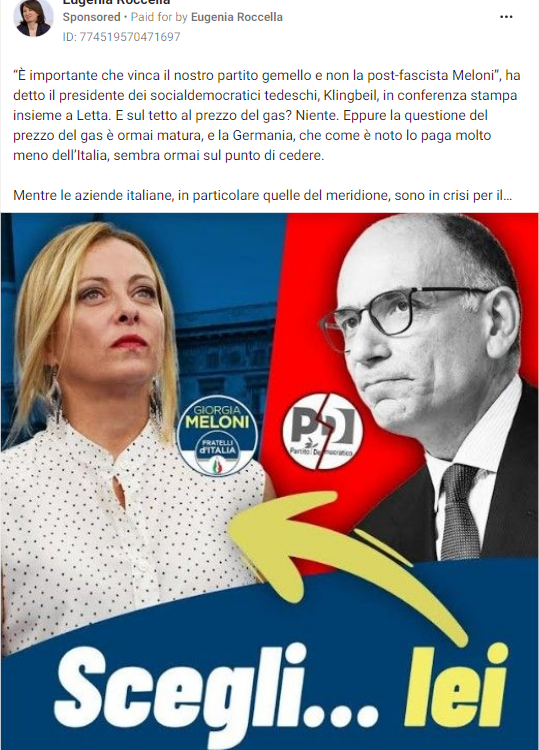 Eugenia Roccella
Sponsored • Paid for by Eugenia Roccella
ID: 774519570471697
“È importante che vinca il nostro partito gemello e non la post-fascista Meloni”, ha
detto il presidente dei socialdemocratici tedeschi, Klingbeil, in conferenza stampa
insieme a Letta. E sul tetto al prezzo del gas? Niente. Eppure la questione del
prezzo del gas è ormai matura, e la Germania, che come è noto lo paga molto
meno dell’Italia, sembra ormai sul punto di cedere.
Mentre le aziende italiane, in particolare quelle del meridione, sono in crisi per il…
GIORGIA
MELONI
FRATELLI
d'ITALIA
PD
Partito Democratico
Scegli... lei